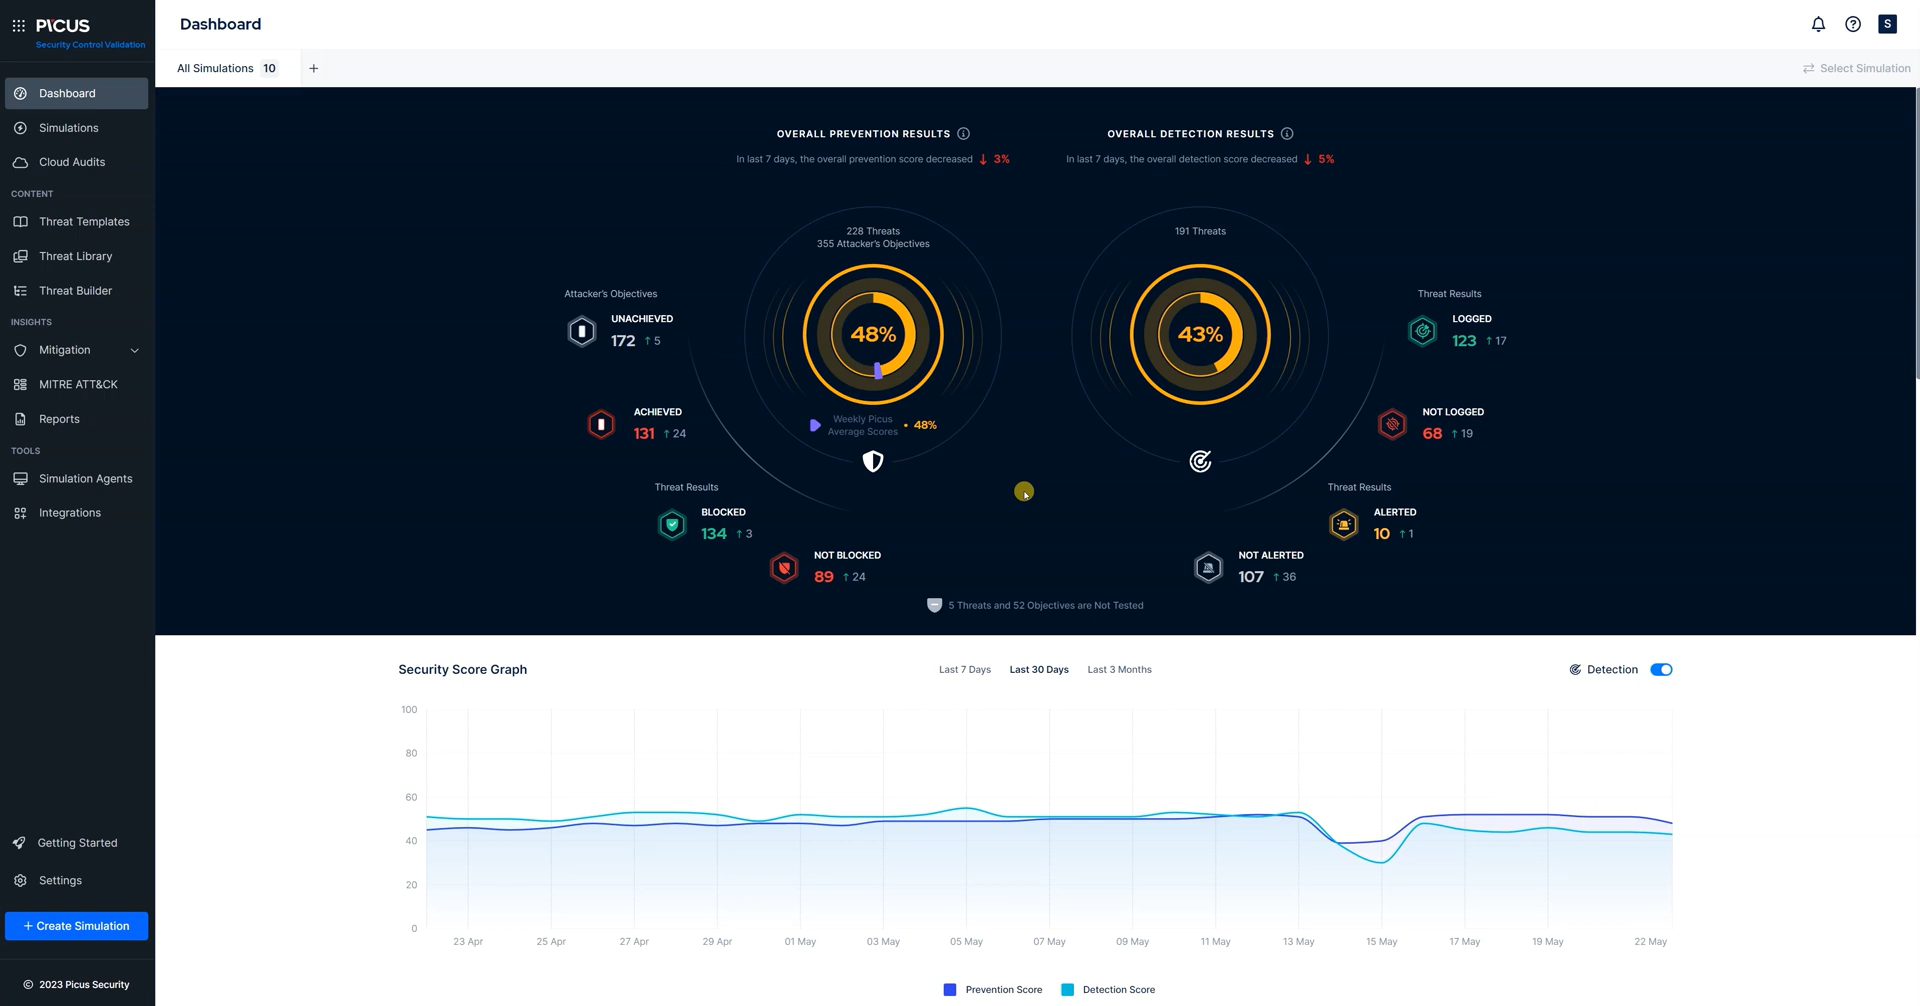 PICUS
Security Control Validation
Dashboard
S
All Simulations 10 +
Select Simulation
Dashboard
Simulations
Cloud Audits
CONTENT
Threat Templates
Threat Library
Threat Builder
INSIGHTS
Mitigation
MITRE ATT&CK
Reports
TOOLS
Simulation Agents
Integrations
Getting Started
Settings
+ Create Simulation
© 2023 Picus Security
OVERALL PREVENTION RESULTS
In last 7 days, the overall prevention score decreased ↓ 3%
228 Threats
355 Attacker's Objectives
48%
Weekly Picus
Average Scores • 48%
Attacker's Objectives
UNACHIEVED
172 ↑ 5
ACHIEVED
131 ↑ 24
Threat Results
BLOCKED
134 ↑ 3
NOT BLOCKED
89 ↑ 24
OVERALL DETECTION RESULTS
In last 7 days, the overall detection score decreased ↓ 5%
191 Threats
43%
Threat Results
LOGGED
123 ↑ 17
NOT LOGGED
68 ↑ 19
Threat Results
ALERTED
10 ↑ 1
NOT ALERTED
107 ↑ 36
5 Threats and 52 Objectives are Not Tested
Security Score Graph
Last 7 Days Last 30 Days Last 3 Months
Detection
100
80
60
40
20
0
23 Apr 25 Apr 27 Apr 29 Apr 01 May 03 May 05 May 07 May 09 May 11 May 13 May 15 May 17 May 19 May 22 May
Prevention Score Detection Score